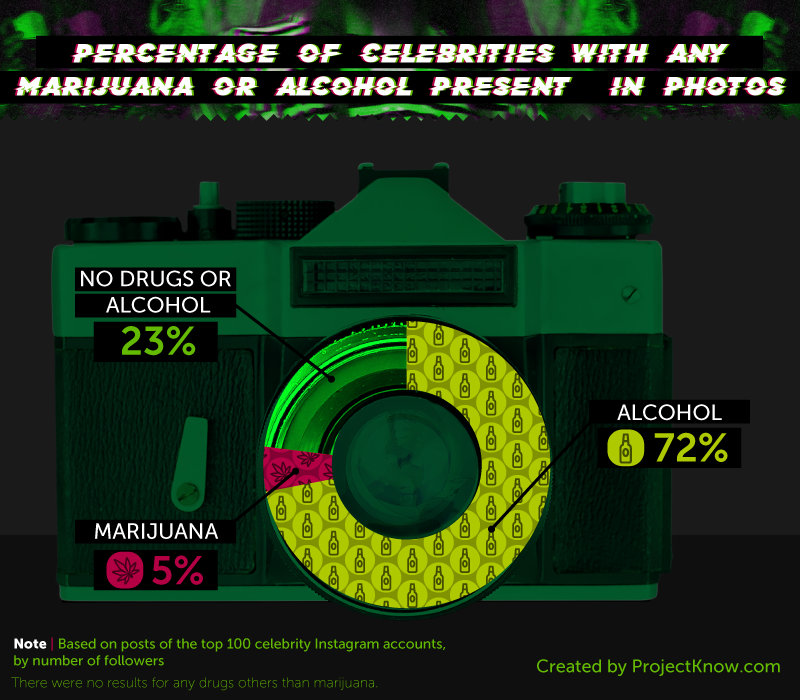 PERCENTAGE OF CELEBRITIES WITH ANY
MARIJUANA OR ALCOHOL PRESENT IN PHOTOS
NO DRUGS OR
ALCOHOL
23%
ALCOHOL
72%
MARIJUANA
5%
Note | Based on posts of the top 100 celebrity Instagram accounts,
by number of followers
There were no results for any drugs others than marijuana.
Created by ProjectKnow.com